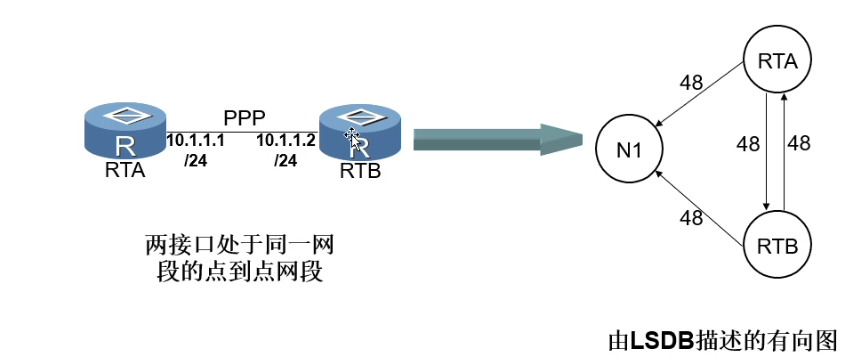 PPP
10.1.1.1
/24
10.1.1.2
/24
R
RTA
R
RTB
两接口处于同一网
段的点到点网段
RTA
48
N1
48
48
48
RTB
由LSDB描述的有向图